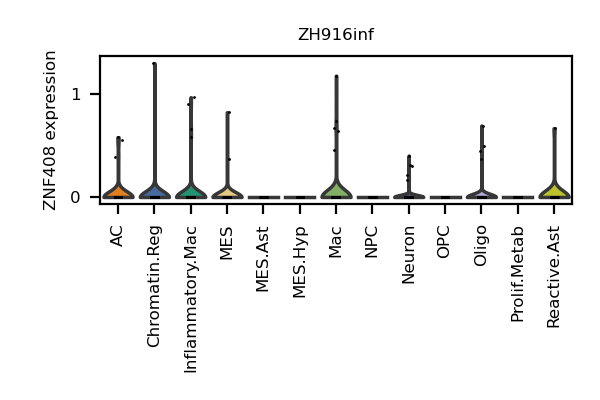 ZH916inf
ZNF408 expression
1
0
AC
Chromatin.Reg
Inflammatory.Mac
MES
MES.Ast
MES.Hyp
Mac
NPC
Neuron
OPC
Oligo
Prolif.Metab
Reactive.Ast